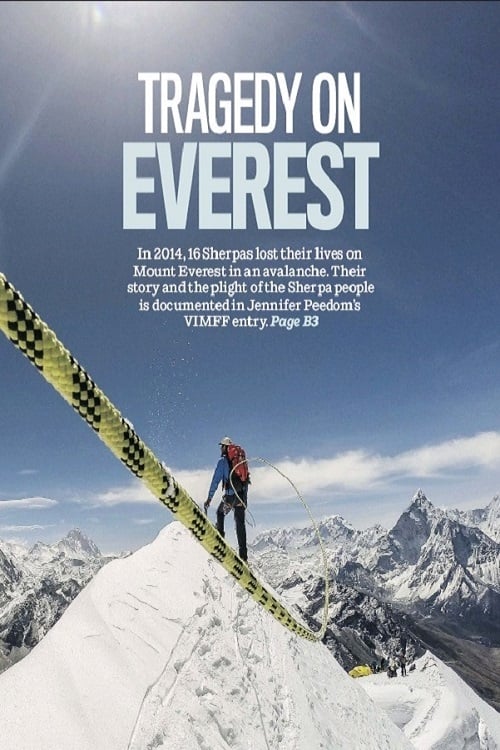 TRAGEDY ON
EVEREST
In 2014, 16 Sherpas lost their lives on
Mount Everest in an avalanche. Their
story and the plight of the Sherpa people
is documented in Jennifer Peedom's
VIMFF entry. Page B3